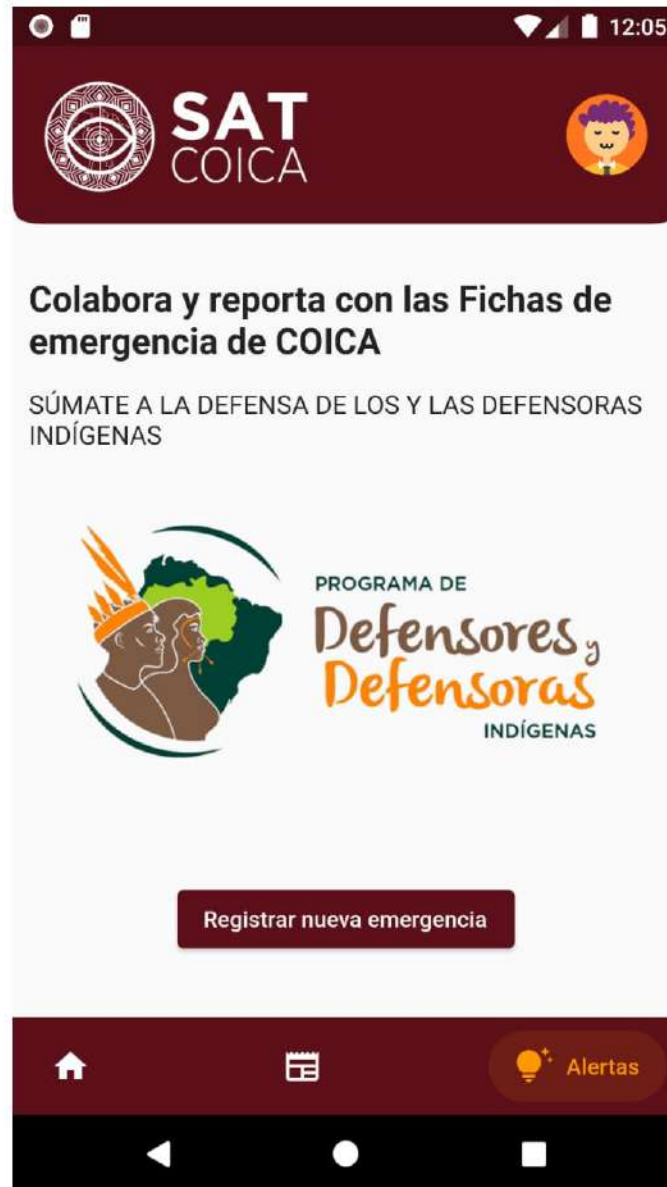 12:05
SAT
COICA
Colabora y reporta con las Fichas de
emergencia de COICA
SÚMATE A LA DEFENSA DE LOS Y LAS DEFENSORAS
INDÍGENAS
PROGRAMA DE
Defensores y
Defensoras
INDÍGENAS
Registrar nueva emergencia
Alertas